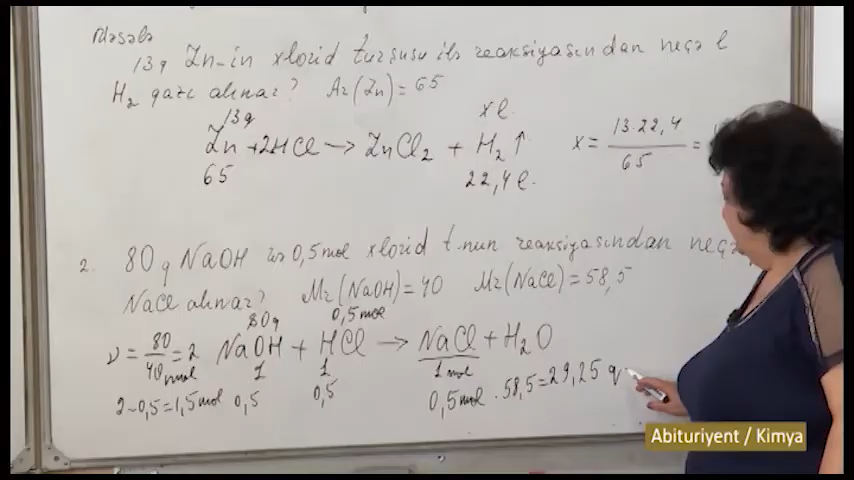 Məsələ
13q Zn-in xlorid turşusu ilə reaksiyasından neçə l
H₂ qazı alınar? Ar(Zn)=65
13q
x l
Zn + 2HCl → ZnCl₂ + H₂↑
x = 13·22,4 / 65 =
65
22,4 l.
2. 80q NaOH və 0,5 mol xlorid t.nun reaksiyasından neçə
NaCl alınar? Mr(NaOH)=40 Mr(NaCl)=58,5
80q 0,5 mol
ν = 80/40 = 2 mol NaOH + HCl → NaCl + H₂O
1 1 1 mol
2-0,5=1,5 mol 0,5 0,5 0,5 mol · 58,5=29,25 q
Abituriyent / Kimya